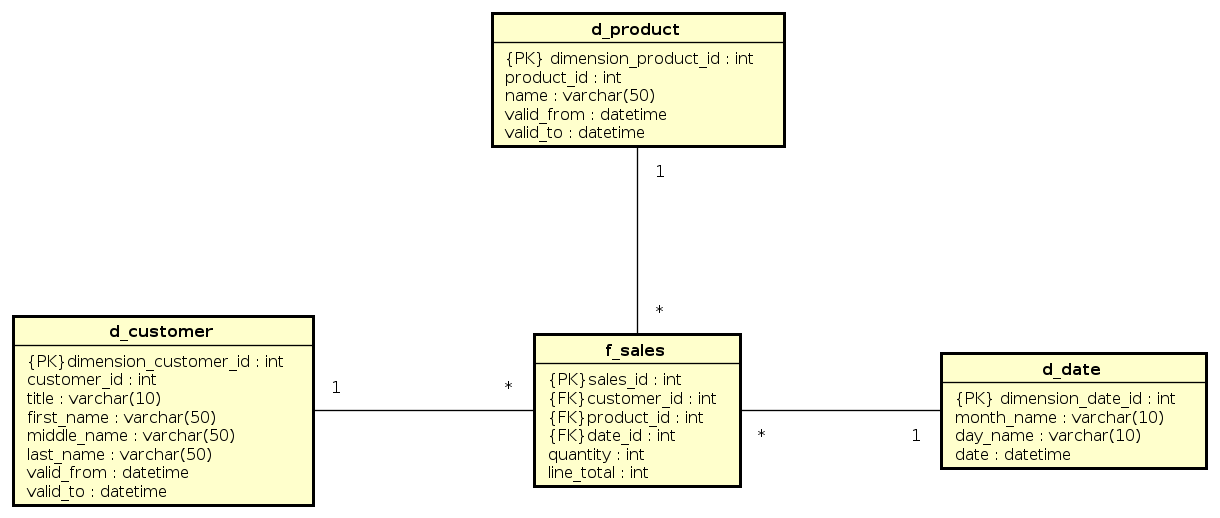 d_product
{PK} dimension_product_id : int
product_id : int
name : varchar(50)
valid_from : datetime
valid_to : datetime
1
*
d_customer
{PK}dimension_customer_id : int
customer_id : int
title : varchar(10)
first_name : varchar(50)
middle_name : varchar(50)
last_name : varchar(50)
valid_from : datetime
valid_to : datetime
1
*
f_sales
{PK}sales_id : int
{FK}customer_id : int
{FK}product_id : int
{FK}date_id : int
quantity : int
line_total : int
*
1
d_date
{PK} dimension_date_id : int
month_name : varchar(10)
day_name : varchar(10)
date : datetime